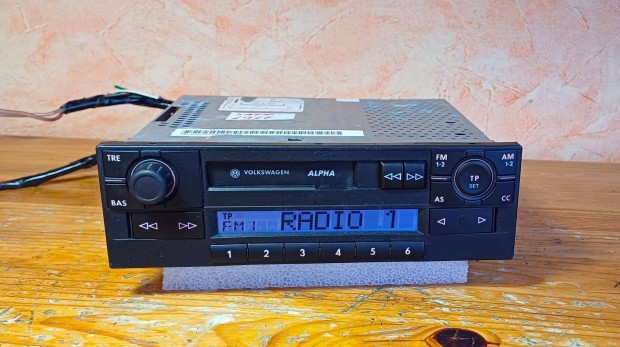 TRE
BAS
VOLKSWAGEN ALPHA
FM
1-2
AM
1-2
TP
SET
AS
CC
TP
FM1 RADIO 1
1 2 3 4 5 6